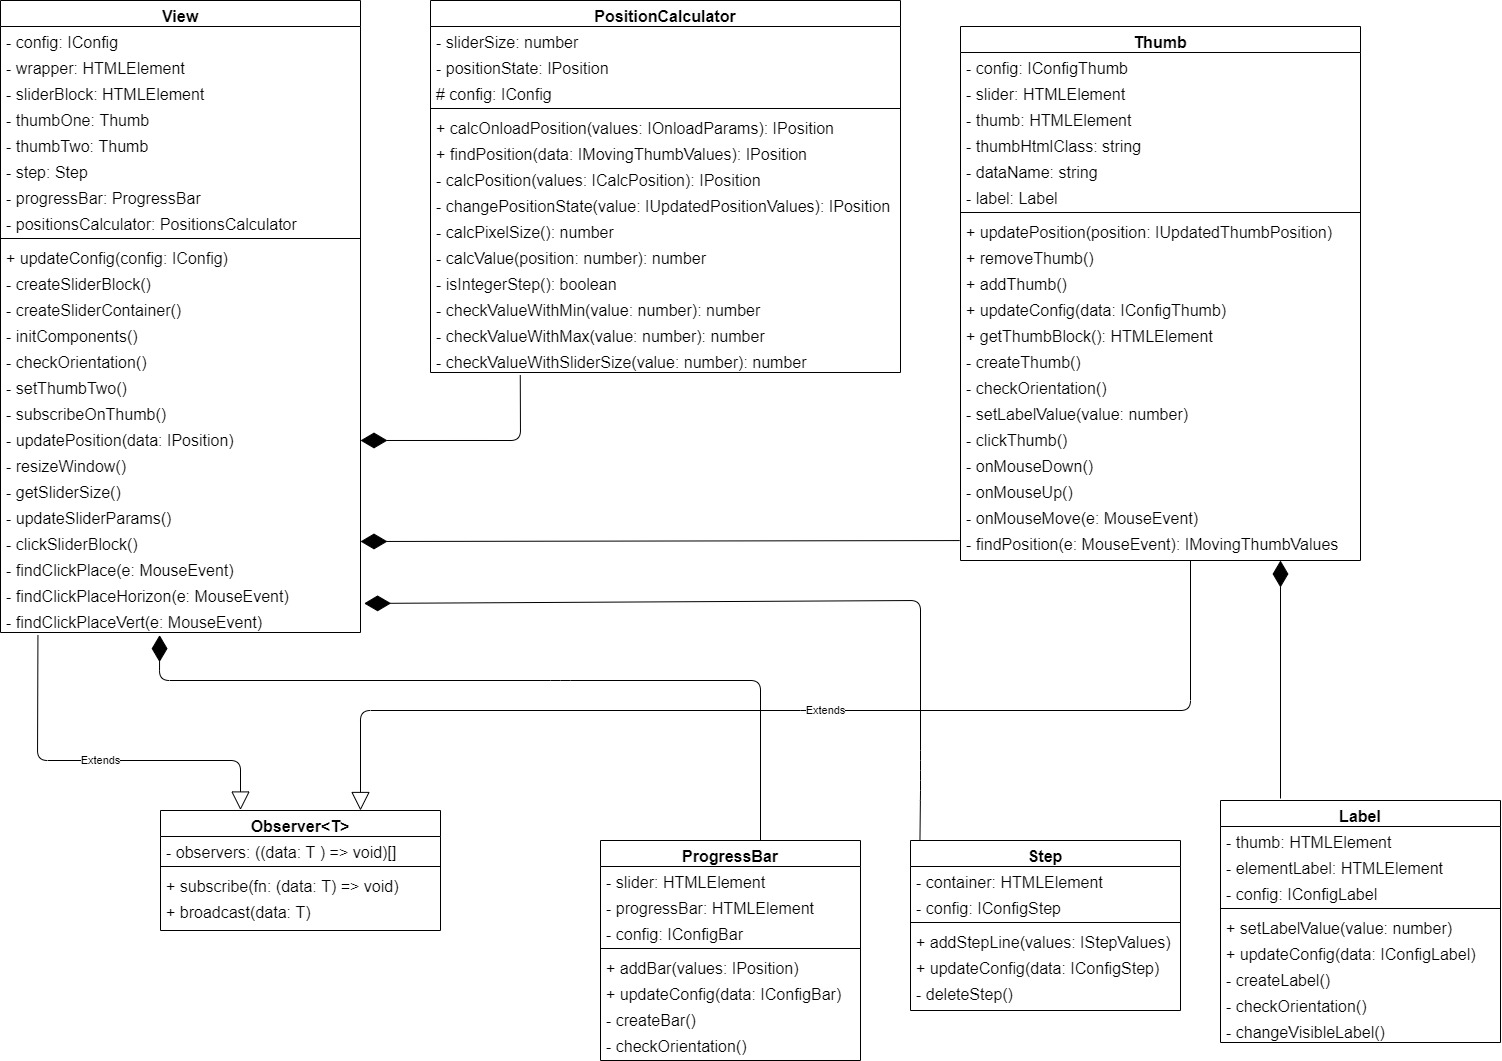 View
- config: IConfig
- wrapper: HTMLElement
- sliderBlock: HTMLElement
- thumbOne: Thumb
- thumbTwo: Thumb
- step: Step
- progressBar: ProgressBar
- positionsCalculator: PositionsCalculator
+ updateConfig(config: IConfig)
- createSliderBlock()
- createSliderContainer()
- initComponents()
- checkOrientation()
- setThumbTwo()
- subscribeOnThumb()
- updatePosition(data: IPosition)
- resizeWindow()
- getSliderSize()
- updateSliderParams()
- clickSliderBlock()
- findClickPlace(e: MouseEvent)
- findClickPlaceHorizon(e: MouseEvent)
- findClickPlaceVert(e: MouseEvent)
PositionCalculator
- sliderSize: number
- positionState: IPosition
# config: IConfig
+ calcOnloadPosition(values: IOnloadParams): IPosition
+ findPosition(data: IMovingThumbValues): IPosition
- calcPosition(values: ICalcPosition): IPosition
- changePositionState(value: IUpdatedPositionValues): IPosition
- calcPixelSize(): number
- calcValue(position: number): number
- isIntegerStep(): boolean
- checkValueWithMin(value: number): number
- checkValueWithMax(value: number): number
- checkValueWithSliderSize(value: number): number
Thumb
- config: IConfigThumb
- slider: HTMLElement
- thumb: HTMLElement
- thumbHtmlClass: string
- dataName: string
- label: Label
+ updatePosition(position: IUpdatedThumbPosition)
+ removeThumb()
+ addThumb()
+ updateConfig(data: IConfigThumb)
+ getThumbBlock(): HTMLElement
- createThumb()
- checkOrientation()
- setLabelValue(value: number)
- clickThumb()
- onMouseDown()
- onMouseUp()
- onMouseMove(e: MouseEvent)
- findPosition(e: MouseEvent): IMovingThumbValues
Extends
Extends
Observer<T>
- observers: ((data: T ) => void)[]
+ subscribe(fn: (data: T) => void)
+ broadcast(data: T)
ProgressBar
- slider: HTMLElement
- progressBar: HTMLElement
- config: IConfigBar
+ addBar(values: IPosition)
+ updateConfig(data: IConfigBar)
- createBar()
- checkOrientation()
Step
- container: HTMLElement
- config: IConfigStep
+ addStepLine(values: IStepValues)
+ updateConfig(data: IConfigStep)
- deleteStep()
Label
- thumb: HTMLElement
- elementLabel: HTMLElement
- config: IConfigLabel
+ setLabelValue(value: number)
+ updateConfig(data: IConfigLabel)
- createLabel()
- checkOrientation()
- changeVisibleLabel()